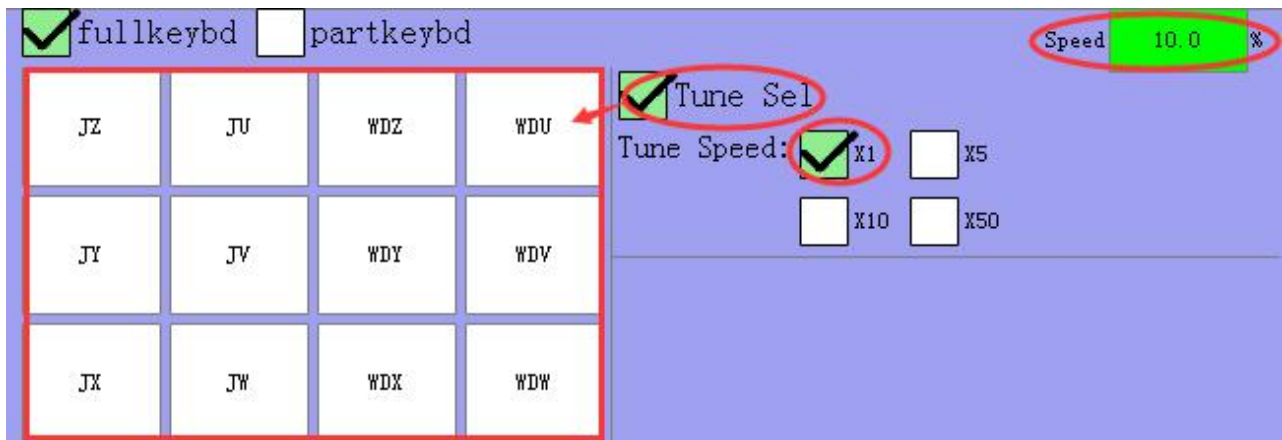 fullkeybd partkeybd
Speed 10.0 %
JZ JU WDZ WDU
JY JV WDY WDV
JX JW WDX WDW
Tune Sel
Tune Speed: X1 X5
X10 X50